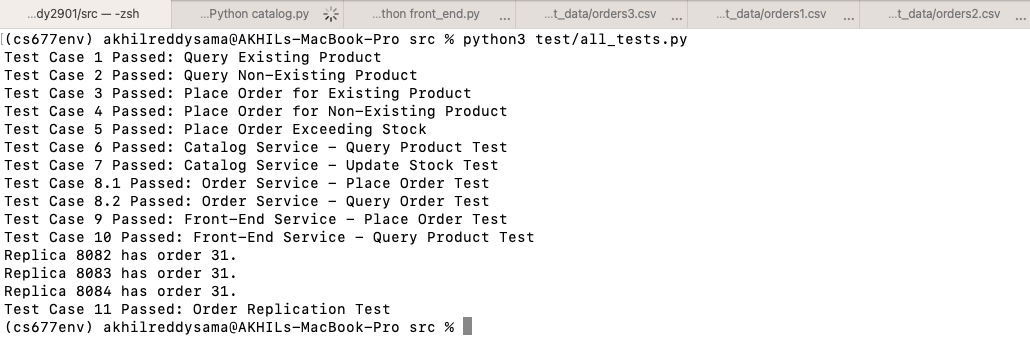 ...dy2901/src — -zsh
...Python catalog.py
...thon front_end.py ...
...t_data/orders3.csv ...
...t_data/orders1.csv ...
...t_data/orders2.csv ...
(cs677env) akhilreddysama@AKHILs-MacBook-Pro src % python3 test/all_tests.py
Test Case 1 Passed: Query Existing Product
Test Case 2 Passed: Query Non-Existing Product
Test Case 3 Passed: Place Order for Existing Product
Test Case 4 Passed: Place Order for Non-Existing Product
Test Case 5 Passed: Place Order Exceeding Stock
Test Case 6 Passed: Catalog Service - Query Product Test
Test Case 7 Passed: Catalog Service - Update Stock Test
Test Case 8.1 Passed: Order Service - Place Order Test
Test Case 8.2 Passed: Order Service - Query Order Test
Test Case 9 Passed: Front-End Service - Place Order Test
Test Case 10 Passed: Front-End Service - Query Product Test
Replica 8082 has order 31.
Replica 8083 has order 31.
Replica 8084 has order 31.
Test Case 11 Passed: Order Replication Test
(cs677env) akhilreddysama@AKHILs-MacBook-Pro src %